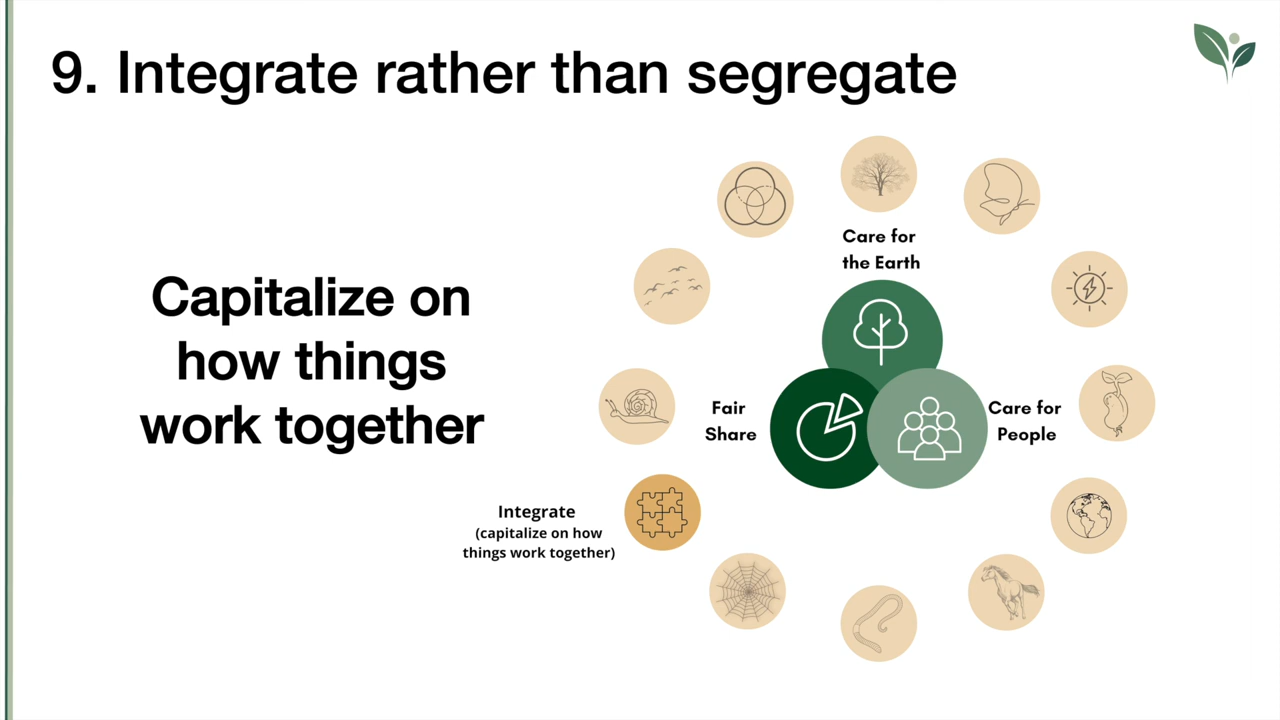 9. Integrate rather than segregate
Capitalize on
how things
work together
Care for
the Earth
Fair
Share
Care for
People
Integrate
(capitalize on how
things work together)